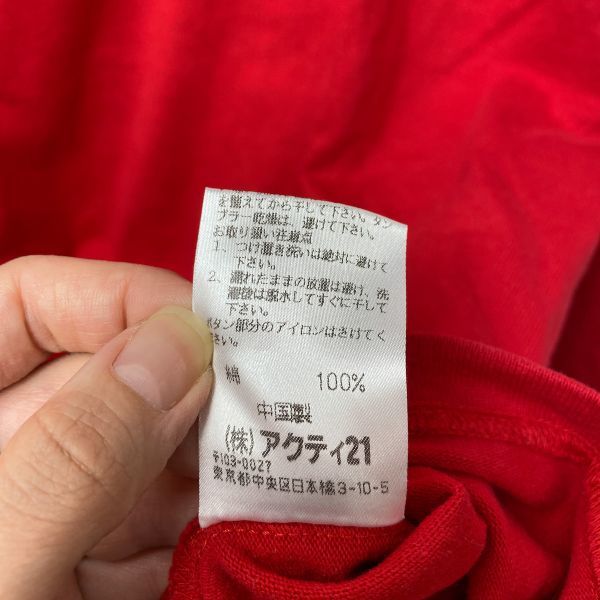 を整えてから干して下さい。タン
ブラー乾燥は、避けて下さい。
お取り扱い注意点
1、 つけ置き洗いは絶対に避けて
下さい。
2、 濡れたままの放置は避け、洗
濯後は脱水してすぐに干して
下さい。
ボタン部分のアイロンはさけてく
さい。
綿 100%
中国製
(株)アクティ21
〒103-0027
東京都中央区日本橋3-10-5